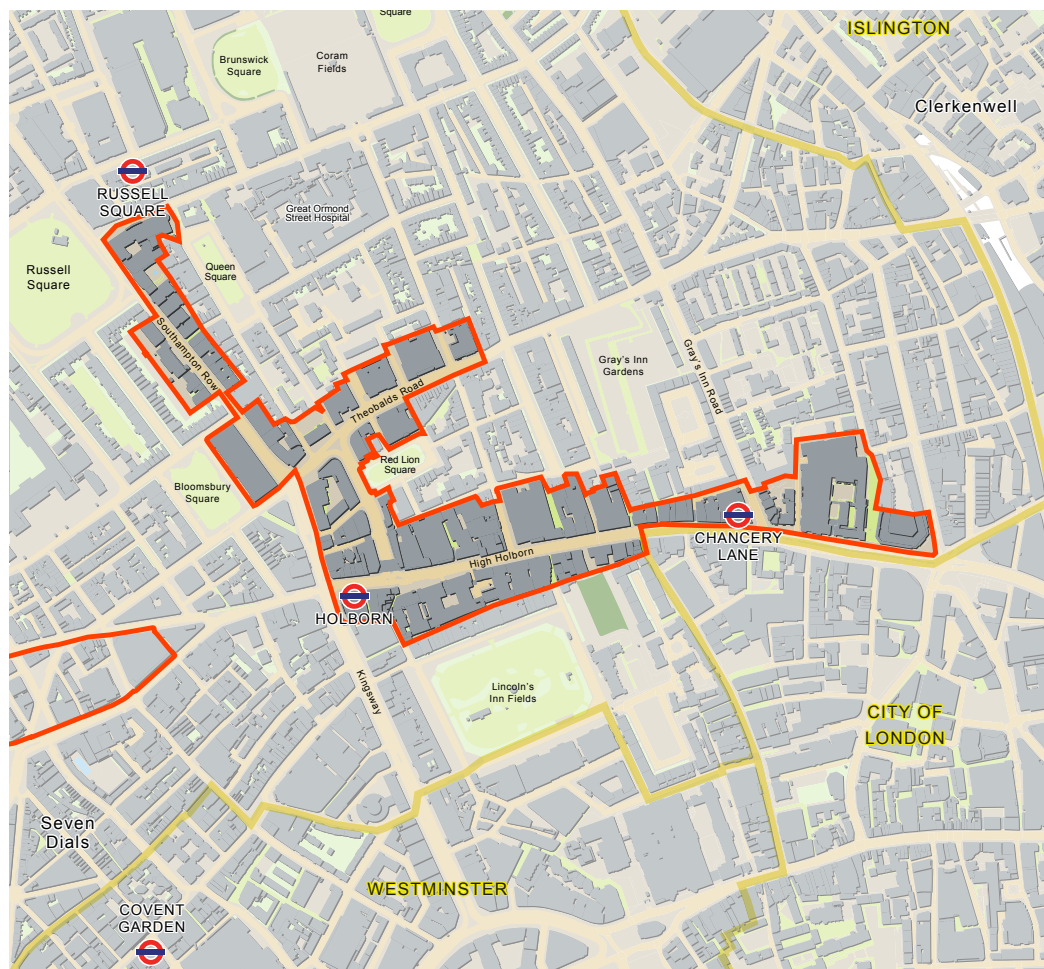 Square
ISLINGTON
Brunswick
Square
Coram
Fields
Clerkenwell
RUSSELL
SQUARE
Great Ormond
Street Hospital
Russell
Square
Queen
Square
Southampton Row
Gray's Inn
Gardens
Gray's Inn Road
Theobalds Road
Red Lion
Square
Bloomsbury
Square
CHANCERY
LANE
High Holborn
HOLBORN
Kingsway
Lincoln's
Inn Fields
CITY OF
LONDON
Seven
Dials
WESTMINSTER
COVENT
GARDEN